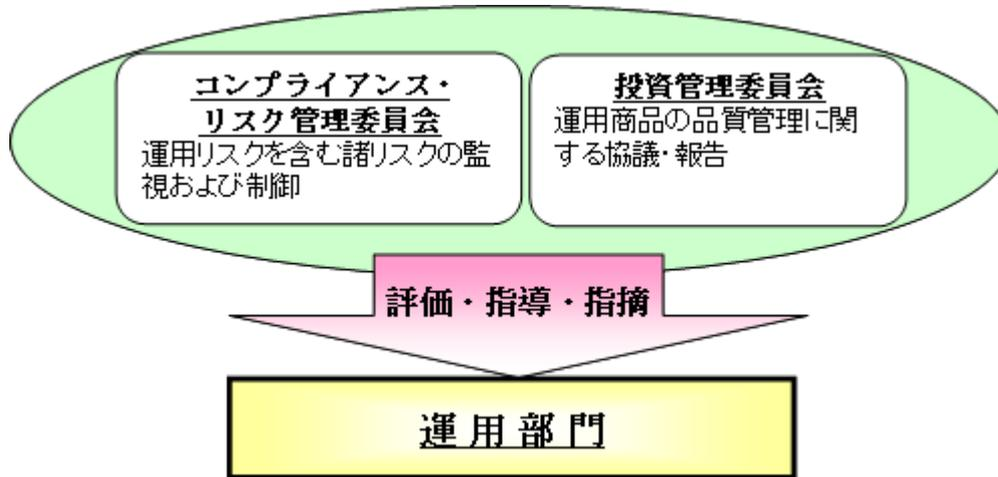 コンプライアンス・
リスク管理委員会
運用リスクを含む諸リスクの監
視および制御
投資管理委員会
運用商品の品質管理に関
する協議・報告
評価・指導・指摘
運用部門